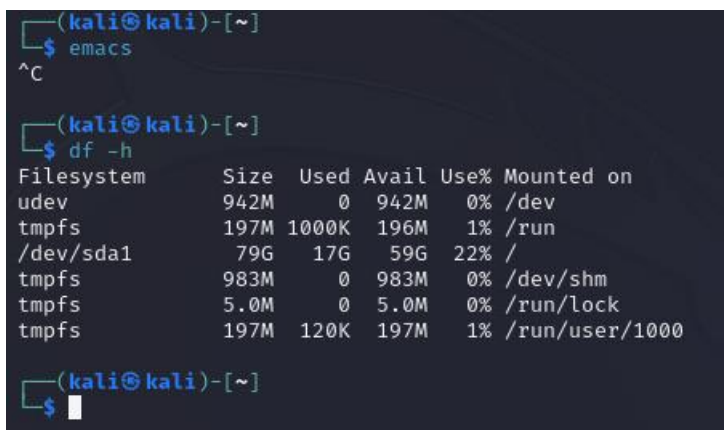 ┌──(kali㉿kali)-[~]
└─$ emacs
^C
┌──(kali㉿kali)-[~]
└─$ df -h
Filesystem      Size  Used Avail Use% Mounted on
udev            942M     0  942M   0% /dev
tmpfs           197M 1000K  196M   1% /run
/dev/sda1        79G   17G   59G  22% /
tmpfs           983M     0  983M   0% /dev/shm
tmpfs           5.0M     0  5.0M   0% /run/lock
tmpfs           197M  120K  197M   1% /run/user/1000
┌──(kali㉿kali)-[~]
└─$